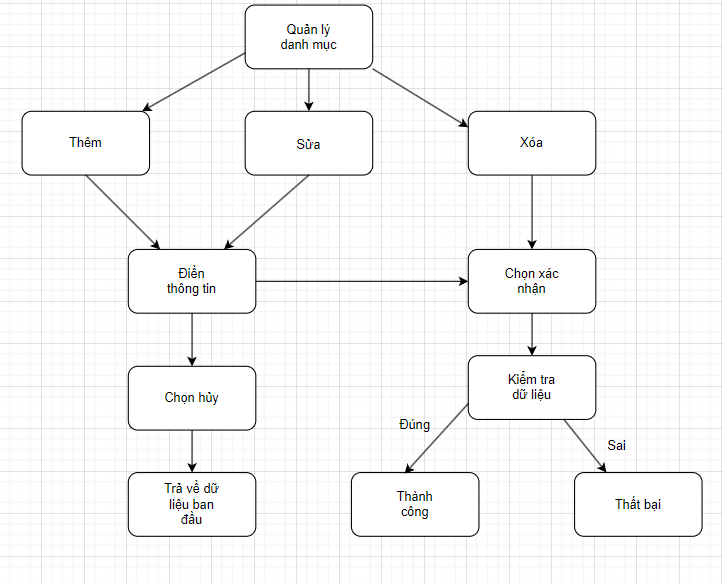 Quản lý
danh mục
Thêm
Sửa
Xóa
Điền
thông tin
Chọn xác
nhận
Chọn hủy
Kiểm tra
dữ liệu
Đúng
Sai
Trả về dữ
liệu ban
đầu
Thành
công
Thất bại